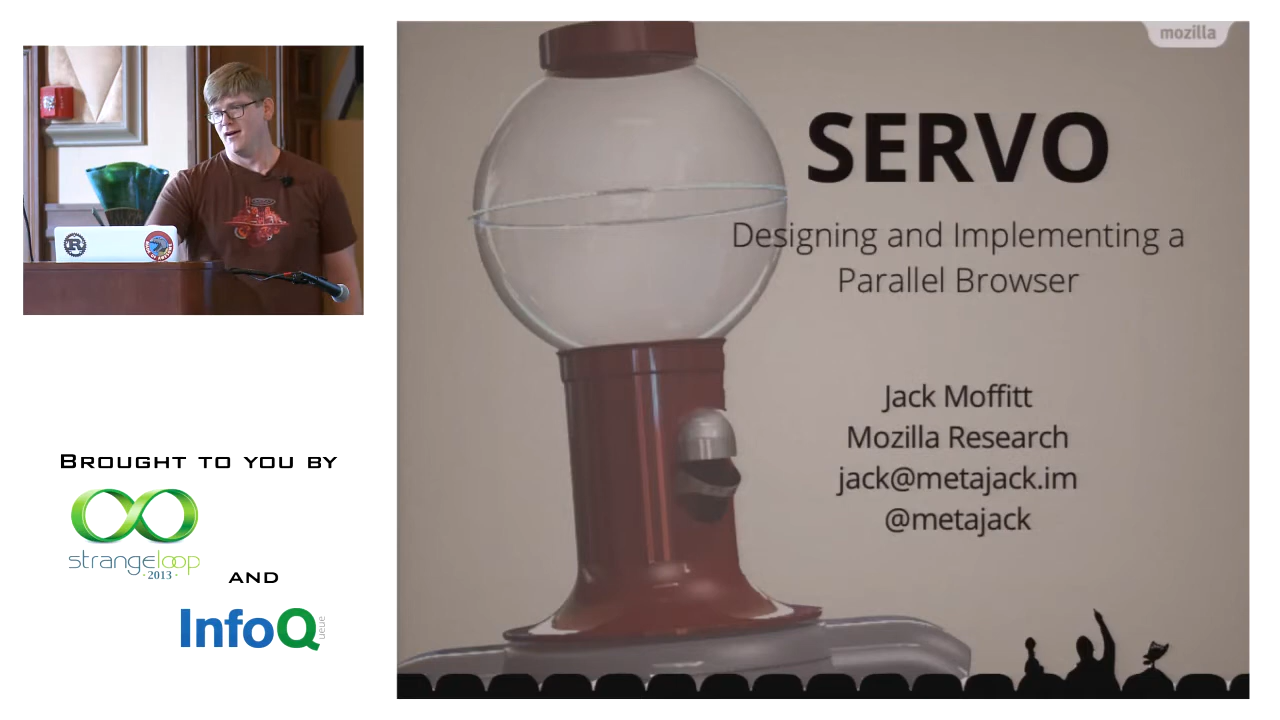 mozilla
SERVO
Designing and Implementing a
Parallel Browser
Jack Moffitt
Mozilla Research
jack@metajack.im
@metajack
R
BROUGHT TO YOU BY
strangeloop
·2013·
AND
InfoQ
ueue